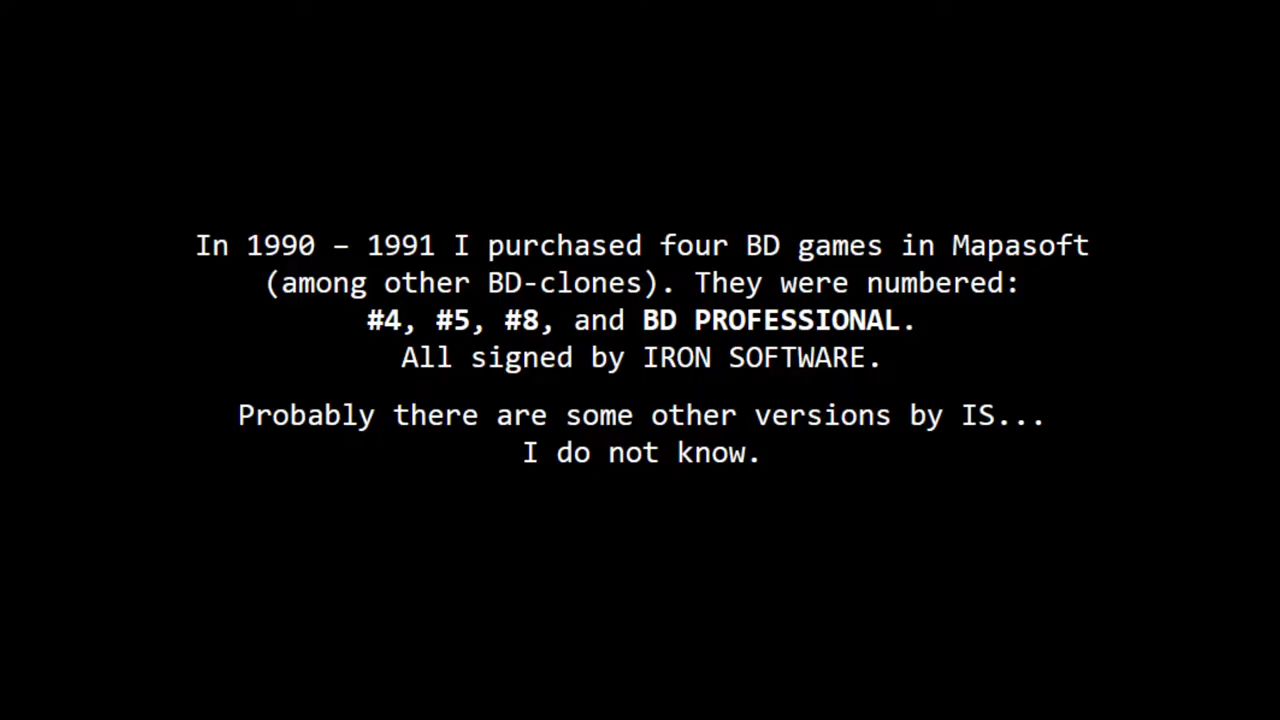 In 1990 – 1991 I purchased four BD games in Mapasoft
(among other BD-clones). They were numbered:
#4, #5, #8, and BD PROFESSIONAL.
All signed by IRON SOFTWARE.
Probably there are some other versions by IS...
I do not know.